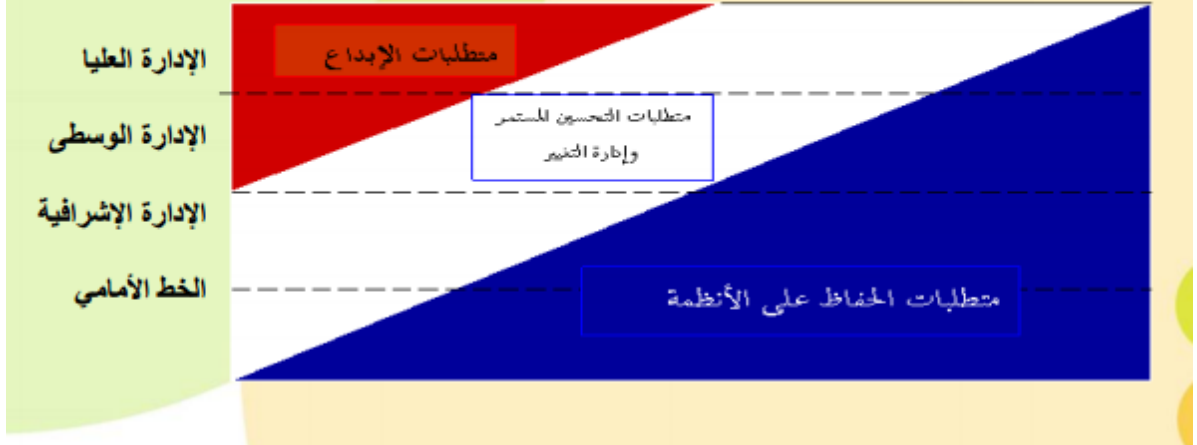 الإدارة العليا
متطلبات الإبداع
الإدارة الوسطى
متطلبات التحسين المستمر
وإدارة التغيير
الإدارة الإشرافية
الخط الأمامي
متطلبات الحفاظ على الأنظمة